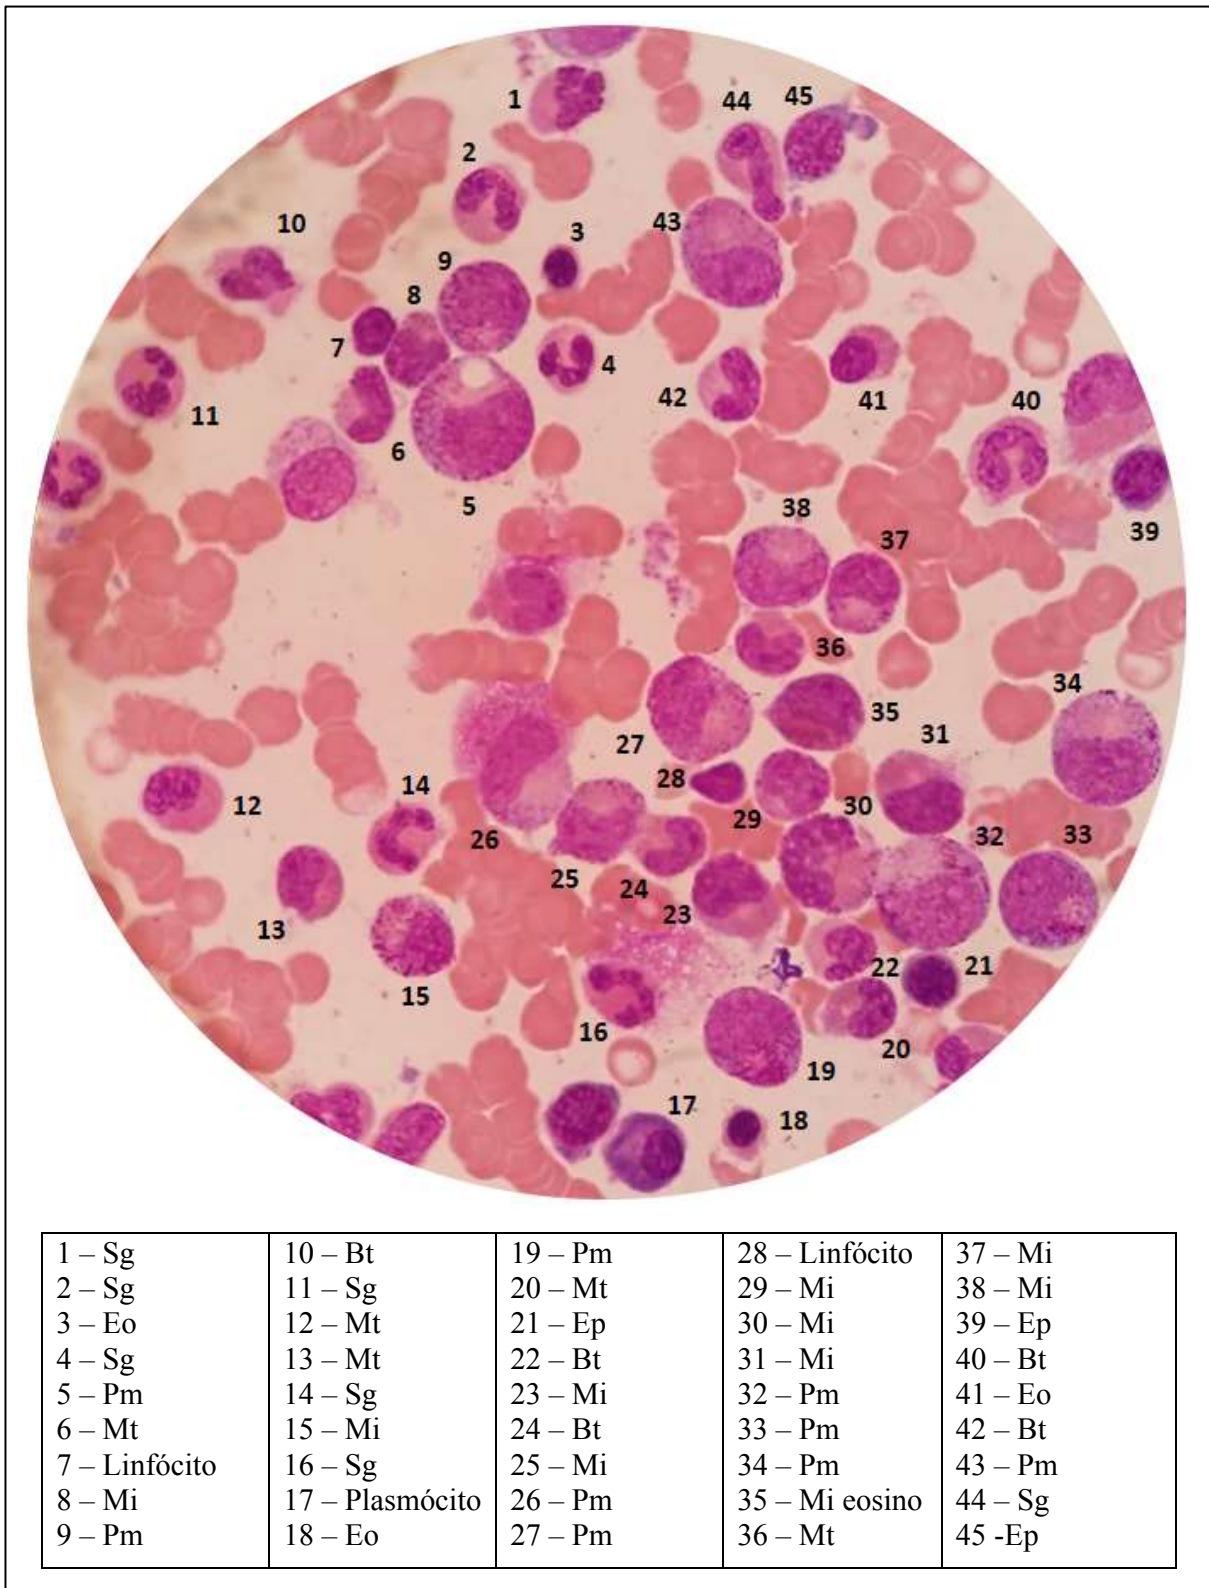 1
44
45
2
10
3
43
9
8
7
4
42
41
11
40
6
5
38
39
37
36
34
35
27
31
28
14
12
29
30
26
32
33
25
24
13
23
22
21
15
16
20
19
17
18
1 – Sg
2 – Sg
3 – Eo
4 – Sg
5 – Pm
6 – Mt
7 – Linfócito
8 – Mi
9 – Pm
10 – Bt
11 – Sg
12 – Mt
13 – Mt
14 – Sg
15 – Mi
16 – Sg
17 – Plasmócito
18 – Eo
19 – Pm
20 – Mt
21 – Ep
22 – Bt
23 – Mi
24 – Bt
25 – Mi
26 – Pm
27 – Pm
28 – Linfócito
29 – Mi
30 – Mi
31 – Mi
32 – Pm
33 – Pm
34 – Pm
35 – Mi eosino
36 – Mt
37 – Mi
38 – Mi
39 – Ep
40 – Bt
41 – Eo
42 – Bt
43 – Pm
44 – Sg
45 -Ep